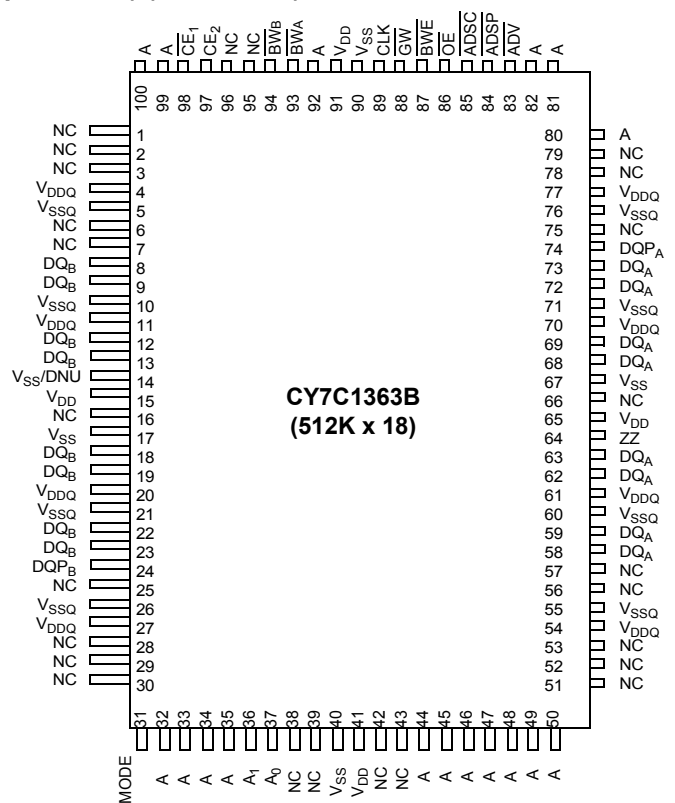 A A CE1 CE2 NC NC BWB BWA A VDD VSS CLK GW BWE OE ADSC ADSP ADV A A
100 99 98 97 96 95 94 93 92 91 90 89 88 87 86 85 84 83 82 81
NC 1
NC 2
NC 3
VDDQ 4
VSSQ 5
NC 6
NC 7
DQB 8
DQB 9
VSSQ 10
VDDQ 11
DQB 12
DQB 13
VSS/DNU 14
VDD 15
NC 16
VSS 17
DQB 18
DQB 19
VDDQ 20
VSSQ 21
DQB 22
DQB 23
DQPB 24
NC 25
VSSQ 26
VDDQ 27
NC 28
NC 29
NC 30
CY7C1363B
(512K x 18)
80 A
79 NC
78 NC
77 VDDQ
76 VSSQ
75 NC
74 DQPA
73 DQA
72 DQA
71 VSSQ
70 VDDQ
69 DQA
68 DQA
67 VSS
66 NC
65 VDD
64 ZZ
63 DQA
62 DQA
61 VDDQ
60 VSSQ
59 DQA
58 DQA
57 NC
56 NC
55 VSSQ
54 VDDQ
53 NC
52 NC
51 NC
31 32 33 34 35 36 37 38 39 40 41 42 43 44 45 46 47 48 49 50
MODE A A A A A1 A0 NC NC VSS VDD NC NC A A A A A A A